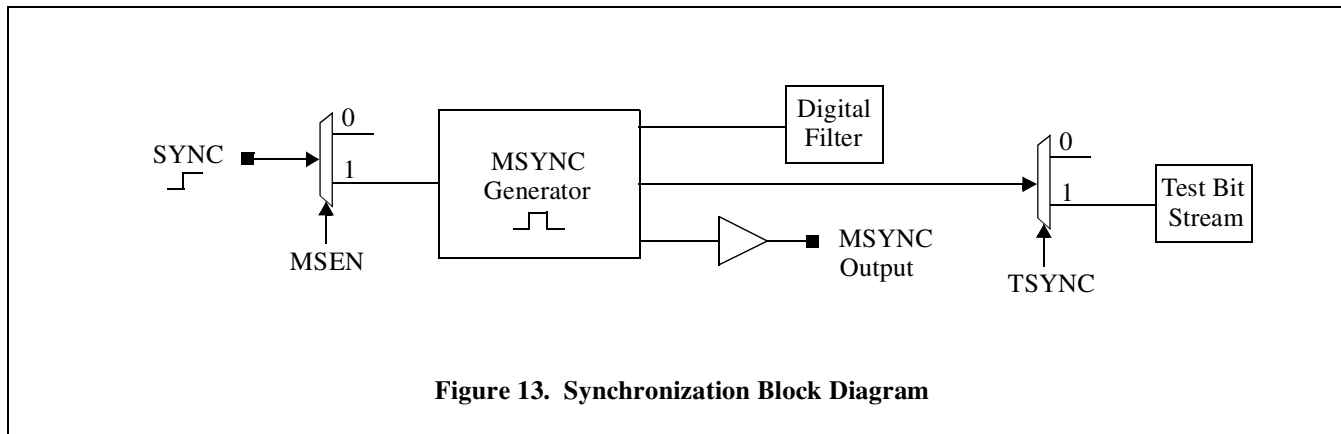 SYNC
0
1
MSEN
MSYNC
Generator
Digital
Filter
MSYNC
Output
0
1
TSYNC
Test Bit
Stream
Figure 13. Synchronization Block Diagram